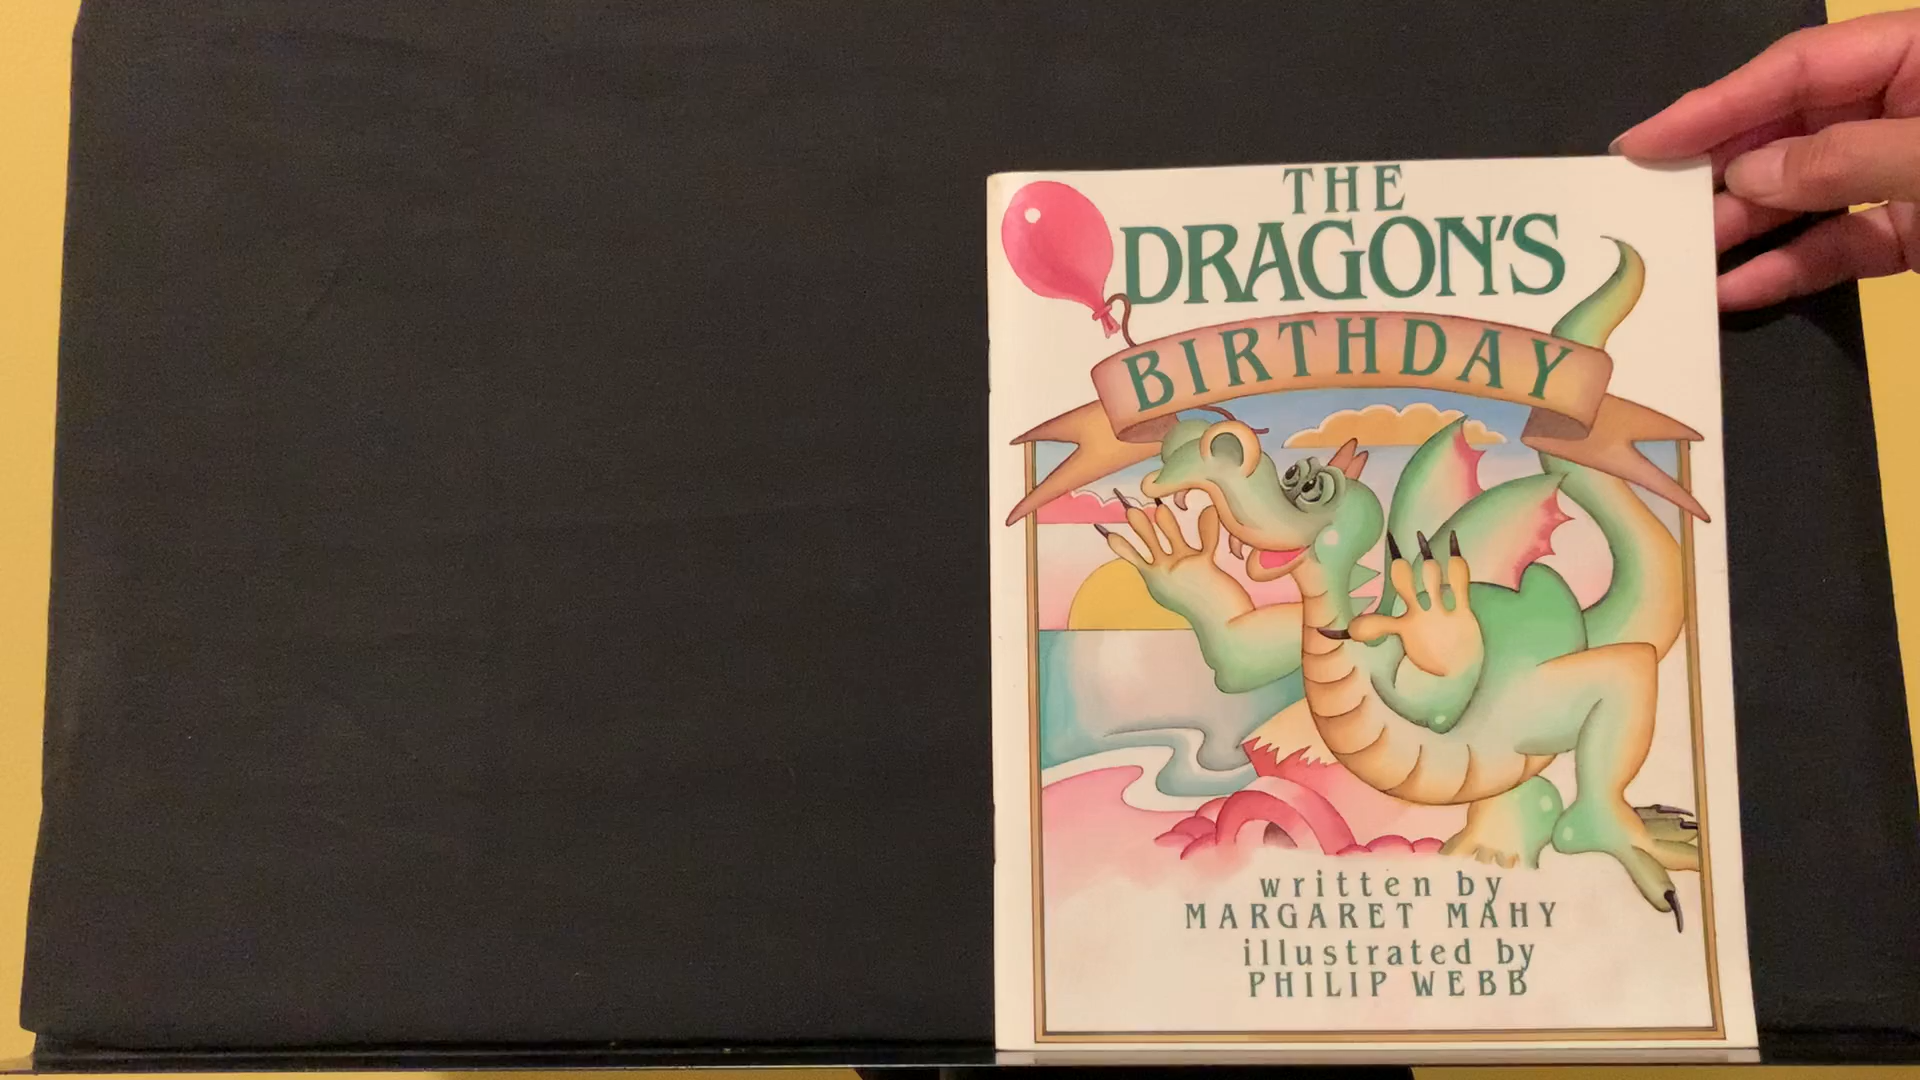 THE
DRAGON'S
BIRTHDAY
written by
MARGARET MAHY
illustrated by
PHILIP WEBB